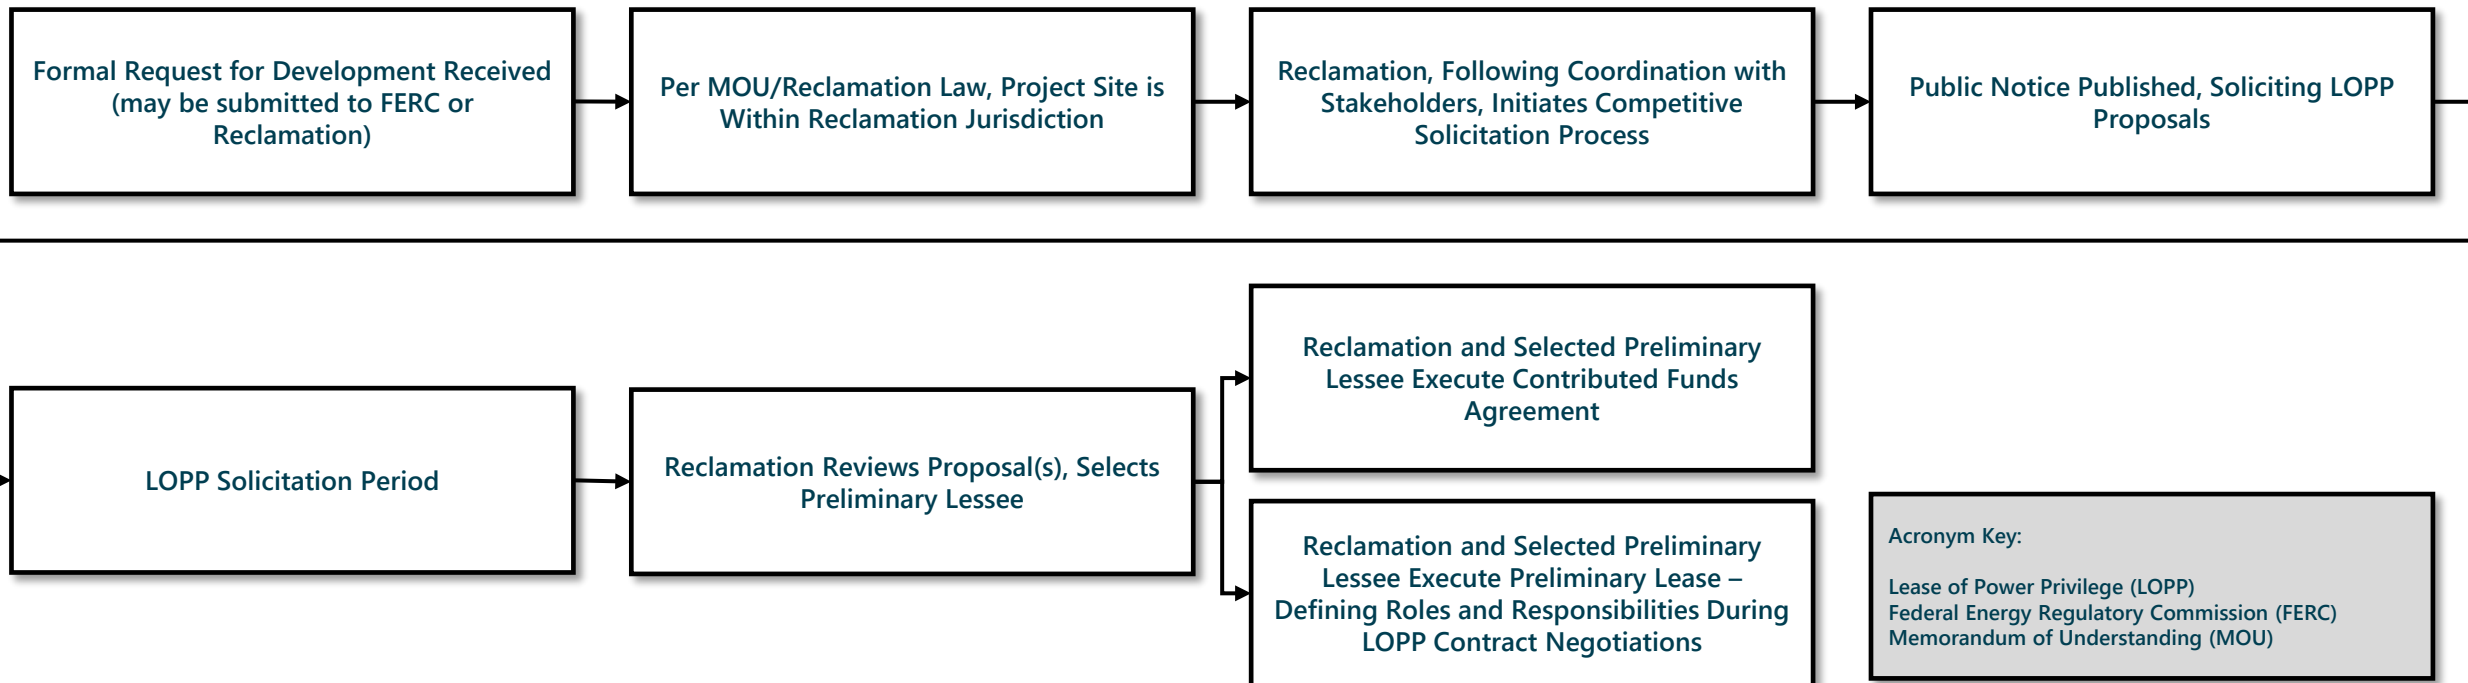 Formal Request for Development Received
(may be submitted to FERC or
Reclamation)
Per MOU/Reclamation Law, Project Site is
Within Reclamation Jurisdiction
Reclamation, Following Coordination with
Stakeholders, Initiates Competitive
Solicitation Process
Public Notice Published, Soliciting LOPP
Proposals
LOPP Solicitation Period
Reclamation Reviews Proposal(s), Selects
Preliminary Lessee
Reclamation and Selected Preliminary
Lessee Execute Contributed Funds
Agreement
Reclamation and Selected Preliminary
Lessee Execute Preliminary Lease –
Defining Roles and Responsibilities During
LOPP Contract Negotiations
Acronym Key:
Lease of Power Privilege (LOPP)
Federal Energy Regulatory Commission (FERC)
Memorandum of Understanding (MOU)